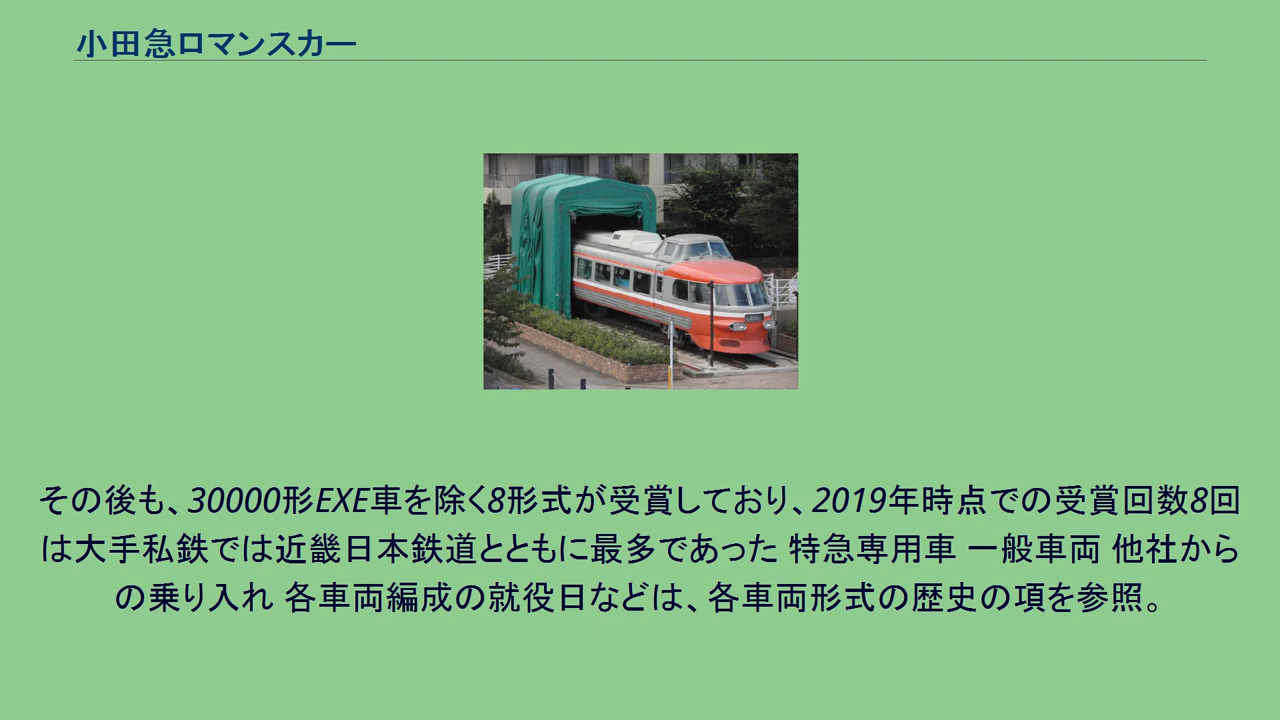 小田急ロマンスカー
その後も、30000形EXE車を除く8形式が受賞しており、2019年時点での受賞回数8回
は大手私鉄では近畿日本鉄道とともに最多であった 特急専用車 一般車両 他社から
の乗り入れ 各車両編成の就役日などは、各車両形式の歴史の項を参照。